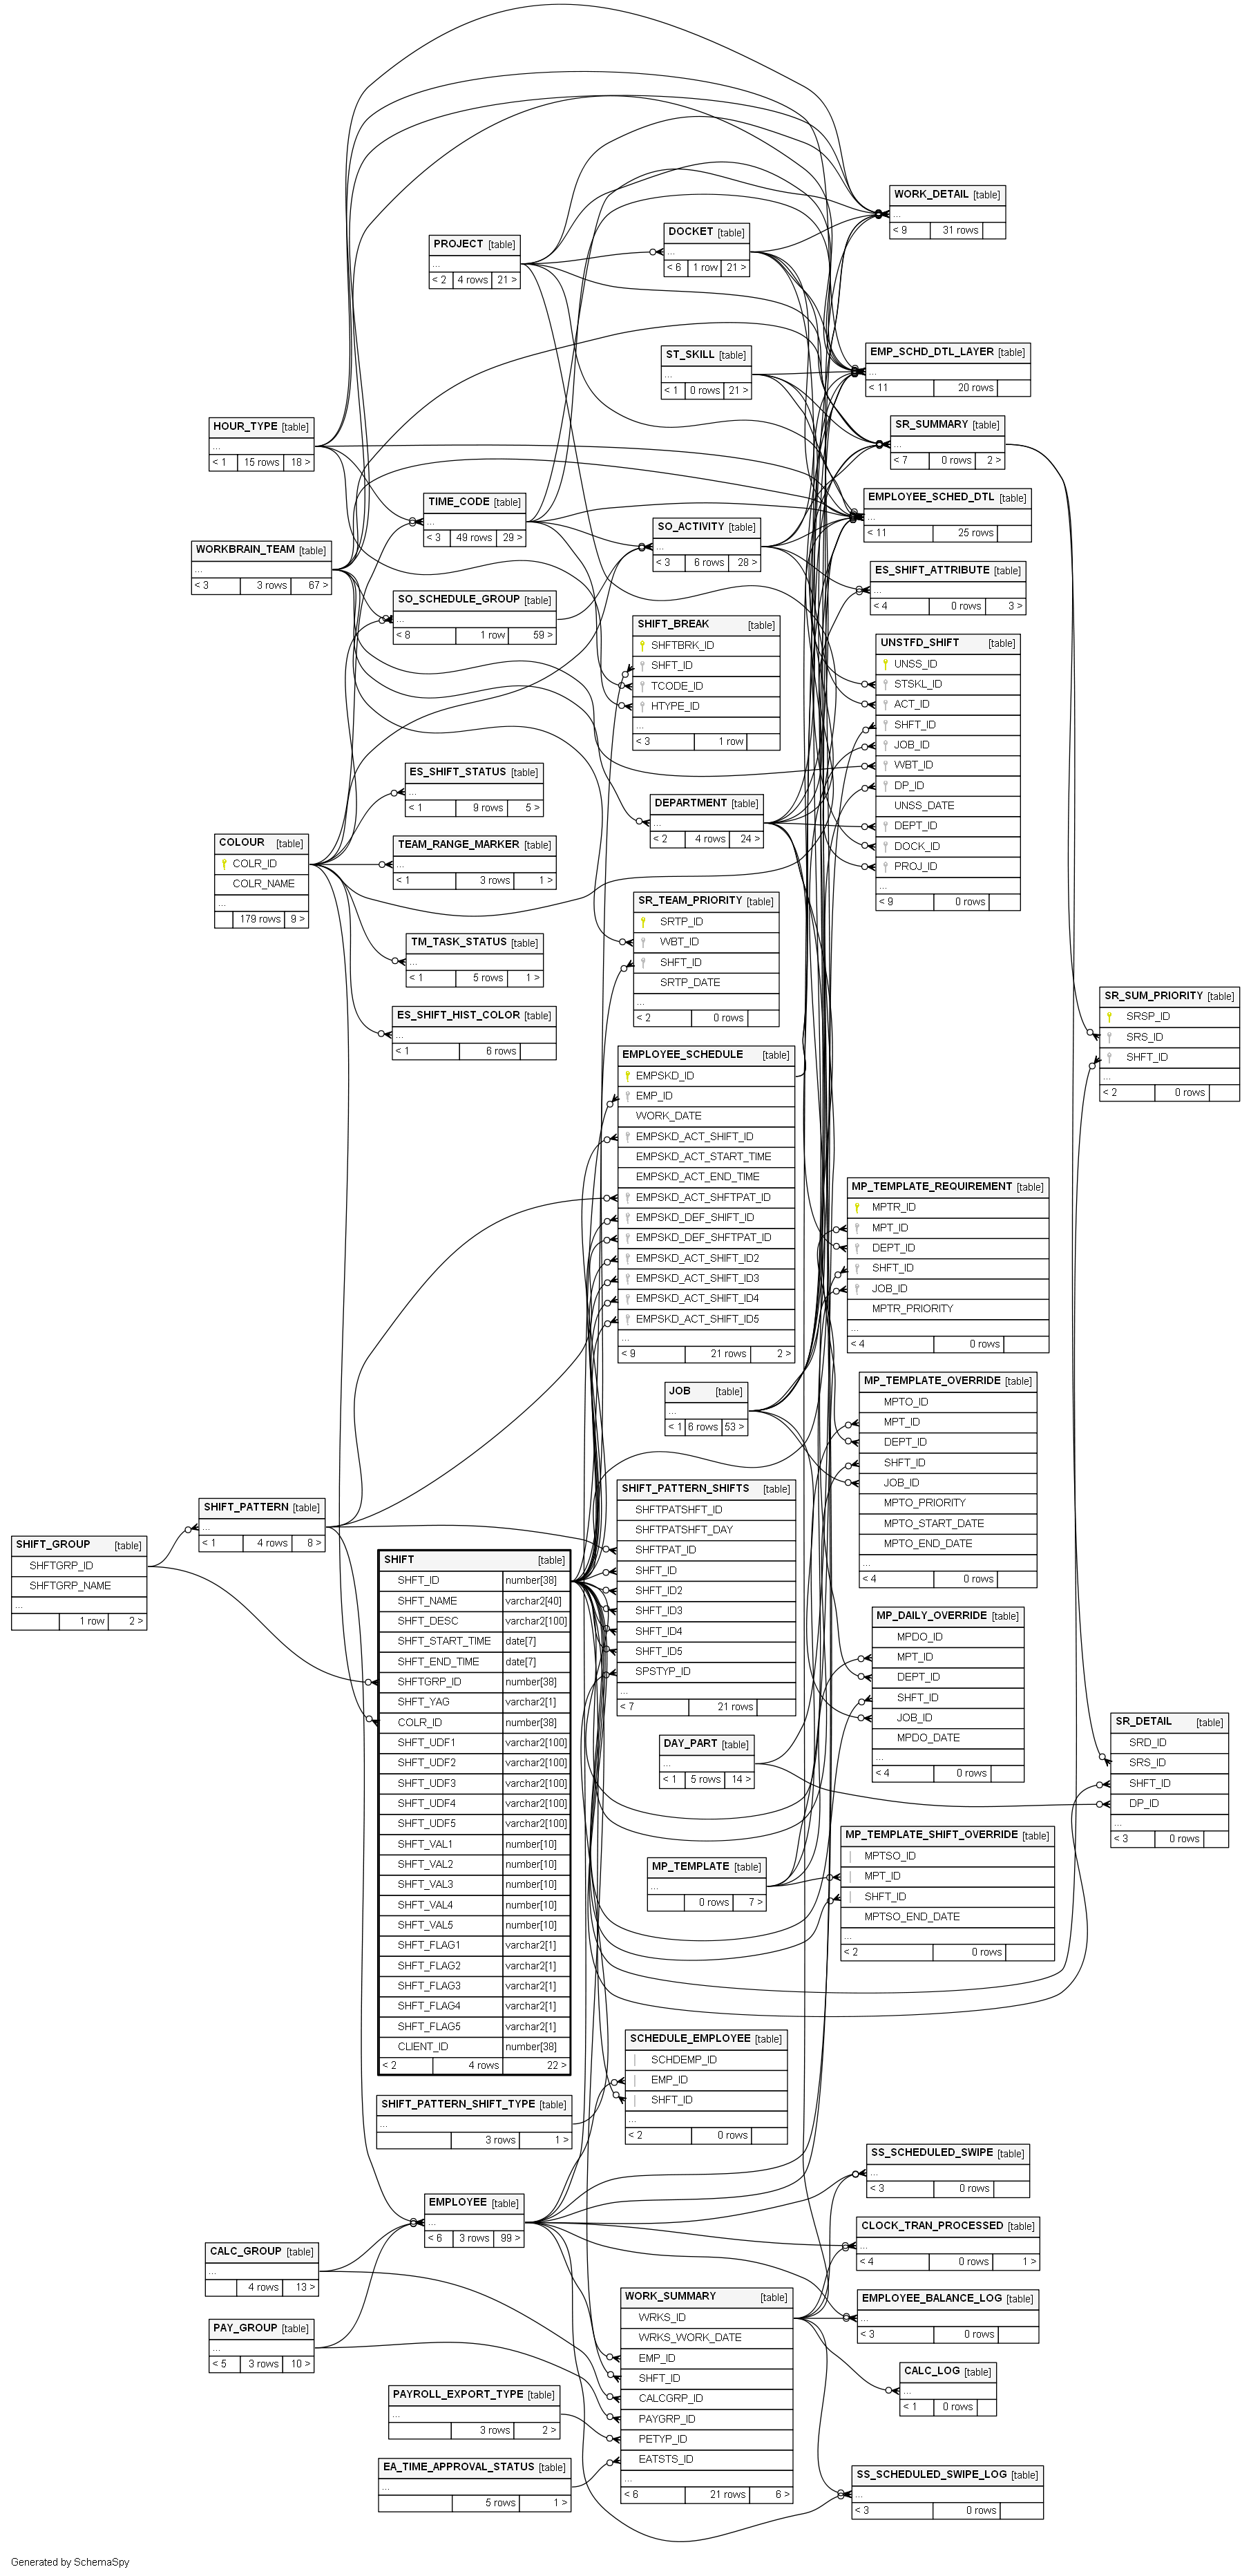 WORK_DETAIL [table]
...
< 9 31 rows
DOCKET [table]
...
< 6 1 row 21 >
PROJECT [table]
...
< 2 4 rows 21 >
EMP_SCHD_DTL_LAYER [table]
...
< 11 20 rows
ST_SKILL [table]
...
< 1 0 rows 21 >
SR_SUMMARY [table]
...
< 7 0 rows 2 >
HOUR_TYPE [table]
...
< 1 15 rows 18 >
EMPLOYEE_SCHED_DTL [table]
...
< 11 25 rows
TIME_CODE [table]
...
< 3 49 rows 29 >
SO_ACTIVITY [table]
...
< 3 6 rows 28 >
WORKBRAIN_TEAM [table]
...
< 3 3 rows 67 >
ES_SHIFT_ATTRIBUTE [table]
...
< 4 0 rows 3 >
SO_SCHEDULE_GROUP [table]
...
< 8 1 row 59 >
SHIFT_BREAK [table]
SHFTBRK_ID
SHFT_ID
TCODE_ID
HTYPE_ID
...
< 3 1 row
UNSTFD_SHIFT [table]
UNSS_ID
STSKL_ID
ACT_ID
SHFT_ID
JOB_ID
WBT_ID
DP_ID
UNSS_DATE
DEPT_ID
DOCK_ID
PROJ_ID
...
< 9 0 rows
ES_SHIFT_STATUS [table]
...
< 1 9 rows 5 >
DEPARTMENT [table]
...
< 2 4 rows 24 >
COLOUR [table]
COLR_ID
COLR_NAME
...
179 rows 9 >
TEAM_RANGE_MARKER [table]
...
< 1 3 rows 1 >
SR_TEAM_PRIORITY [table]
SRTP_ID
WBT_ID
SHFT_ID
SRTP_DATE
...
< 2 0 rows
TM_TASK_STATUS [table]
...
< 1 5 rows 1 >
ES_SHIFT_HIST_COLOR [table]
...
< 1 6 rows
SR_SUM_PRIORITY [table]
SRSP_ID
SRS_ID
SHFT_ID
...
< 2 0 rows
EMPLOYEE_SCHEDULE [table]
EMPSKD_ID
EMP_ID
WORK_DATE
EMPSKD_ACT_SHIFT_ID
EMPSKD_ACT_START_TIME
EMPSKD_ACT_END_TIME
EMPSKD_ACT_SHFTPAT_ID
EMPSKD_DEF_SHIFT_ID
EMPSKD_DEF_SHFTPAT_ID
EMPSKD_ACT_SHIFT_ID2
EMPSKD_ACT_SHIFT_ID3
EMPSKD_ACT_SHIFT_ID4
EMPSKD_ACT_SHIFT_ID5
...
< 9 21 rows 2 >
MP_TEMPLATE_REQUIREMENT [table]
MPTR_ID
MPT_ID
DEPT_ID
SHFT_ID
JOB_ID
MPTR_PRIORITY
...
< 4 0 rows
JOB [table]
...
< 1 6 rows 53 >
MP_TEMPLATE_OVERRIDE [table]
MPTO_ID
MPT_ID
DEPT_ID
SHFT_ID
JOB_ID
MPTO_PRIORITY
MPTO_START_DATE
MPTO_END_DATE
...
< 4 0 rows
SHIFT_PATTERN_SHIFTS [table]
SHFTPATSHFT_ID
SHFTPATSHFT_DAY
SHFTPAT_ID
SHFT_ID
SHFT_ID2
SHFT_ID3
SHFT_ID4
SHFT_ID5
SPSTYP_ID
...
< 7 21 rows
SHIFT_PATTERN [table]
...
< 1 4 rows 8 >
SHIFT_GROUP [table]
SHFTGRP_ID
SHFTGRP_NAME
...
1 row 2 >
SHIFT [table]
SHFT_ID number[38]
SHFT_NAME varchar2[40]
SHFT_DESC varchar2[100]
SHFT_START_TIME date[7]
SHFT_END_TIME date[7]
SHFTGRP_ID number[38]
SHFT_YAG varchar2[1]
COLR_ID number[38]
SHFT_UDF1 varchar2[100]
SHFT_UDF2 varchar2[100]
SHFT_UDF3 varchar2[100]
SHFT_UDF4 varchar2[100]
SHFT_UDF5 varchar2[100]
SHFT_VAL1 number[10]
SHFT_VAL2 number[10]
SHFT_VAL3 number[10]
SHFT_VAL4 number[10]
SHFT_VAL5 number[10]
SHFT_FLAG1 varchar2[1]
SHFT_FLAG2 varchar2[1]
SHFT_FLAG3 varchar2[1]
SHFT_FLAG4 varchar2[1]
SHFT_FLAG5 varchar2[1]
CLIENT_ID number[38]
< 2 4 rows 22 >
MP_DAILY_OVERRIDE [table]
MPDO_ID
MPT_ID
DEPT_ID
SHFT_ID
JOB_ID
MPDO_DATE
...
< 4 0 rows
SR_DETAIL [table]
SRD_ID
SRS_ID
SHFT_ID
DP_ID
...
< 3 0 rows
DAY_PART [table]
...
< 1 5 rows 14 >
MP_TEMPLATE_SHIFT_OVERRIDE [table]
MPTSO_ID
MPT_ID
SHFT_ID
MPTSO_END_DATE
...
< 2 0 rows
MP_TEMPLATE [table]
...
0 rows 7 >
SCHEDULE_EMPLOYEE [table]
SCHDEMP_ID
EMP_ID
SHFT_ID
...
< 2 0 rows
SHIFT_PATTERN_SHIFT_TYPE [table]
...
3 rows 1 >
SS_SCHEDULED_SWIPE [table]
...
< 3 0 rows
EMPLOYEE [table]
...
< 6 3 rows 99 >
CLOCK_TRAN_PROCESSED [table]
...
< 4 0 rows 1 >
CALC_GROUP [table]
...
4 rows 13 >
WORK_SUMMARY [table]
WRKS_ID
WRKS_WORK_DATE
EMP_ID
SHFT_ID
CALCGRP_ID
PAYGRP_ID
PETYP_ID
EATSTS_ID
...
< 6 21 rows 6 >
EMPLOYEE_BALANCE_LOG [table]
...
< 3 0 rows
PAY_GROUP [table]
...
< 5 3 rows 10 >
CALC_LOG [table]
...
< 1 0 rows
PAYROLL_EXPORT_TYPE [table]
...
3 rows 2 >
EA_TIME_APPROVAL_STATUS [table]
...
5 rows 1 >
SS_SCHEDULED_SWIPE_LOG [table]
...
< 3 0 rows
Generated by SchemaSpy